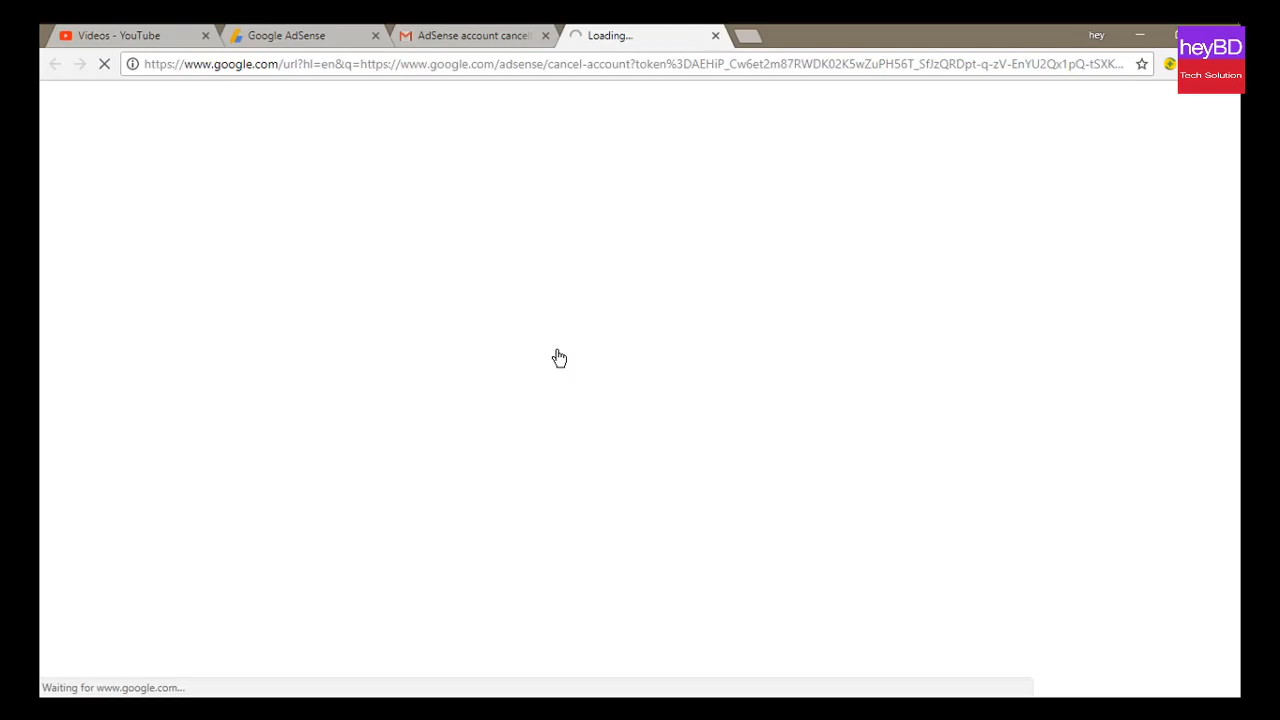 Videos - YouTube
Google AdSense
AdSense account cancel
Loading...
hey
https://www.google.com/url?hl=en&q=https://www.google.com/adsense/cancel-account?token%3DAEHiP_Cw6et2m87RWDK02K5wZuPH56T_SfJzQRDpt-q-zV-EnYU2Qx1pQ-tSXK...
heyBD
Tech Solution
Waiting for www.google.com...